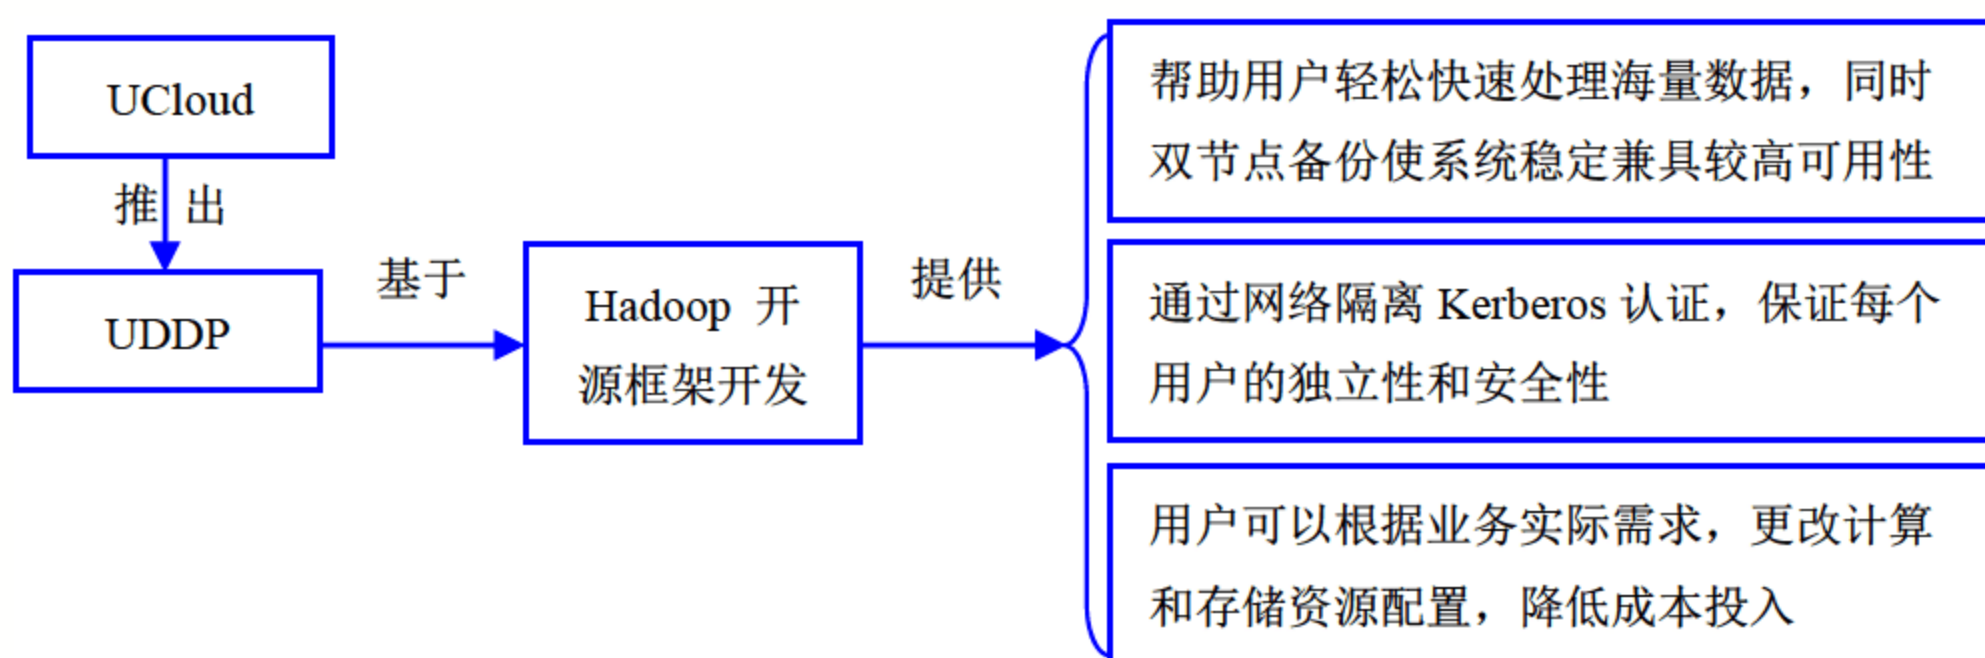 UCloud
推 出
UDDP
基于
Hadoop 开
源框架开发
提供
帮助用户轻松快速处理海量数据，同时
双节点备份使系统稳定兼具较高可用性
通过网络隔离 Kerberos 认证，保证每个
用户的独立性和安全性
用户可以根据业务实际需求，更改计算
和存储资源配置，降低成本投入